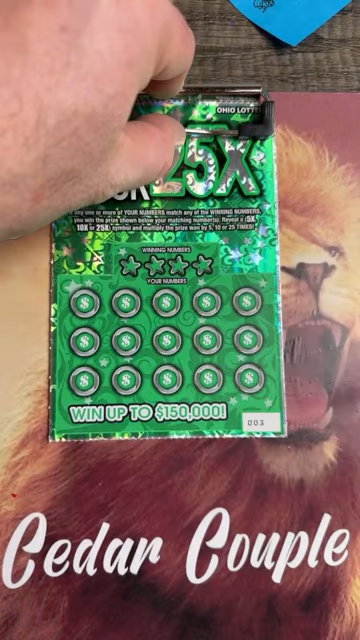 OHIO LOTTE
25X
any one or more of YOUR NUMBERS match any of the WINNING NUMBERS,
you win the prize shown below your matching number(s). Reveal a (5X,
10X or 25X) symbol and multiply the prize won by 5, 10 or 25 TIMES!
WINNING NUMBERS
YOUR NUMBERS
$ $ $ $ $
$ $ $ $ $
$ $ $ $ $
WIN UP TO $150,000!
003
Cedar Couple